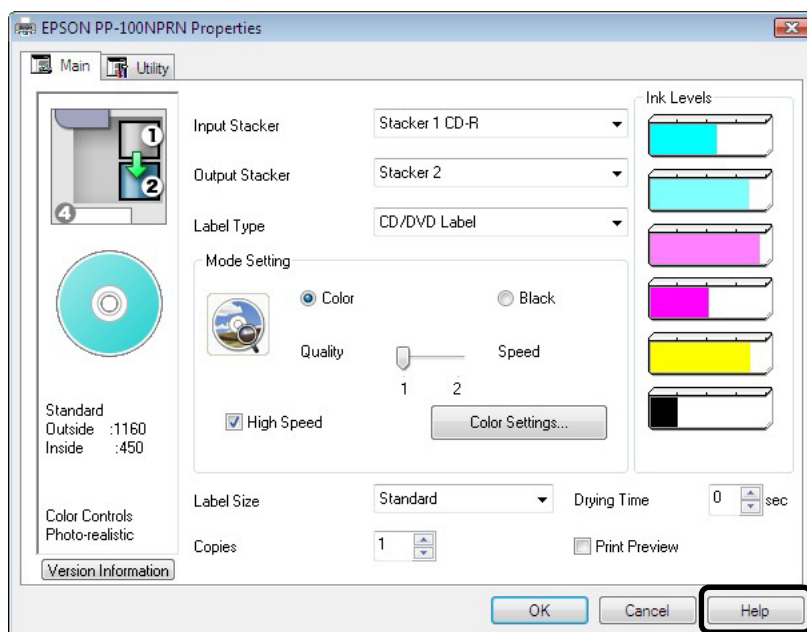 EPSON PP-100NPRN Properties
Main
Utility
1
2
4
Standard
Outside :1160
Inside :450
Color Controls
Photo-realistic
Version Information
Input Stacker
Stacker 1 CD-R
Output Stacker
Stacker 2
Label Type
CD/DVD Label
Mode Setting
Color
Black
Quality
Speed
1 2
High Speed
Color Settings...
Label Size
Standard
Drying Time
0
sec
Copies
1
Print Preview
Ink Levels
OK
Cancel
Help